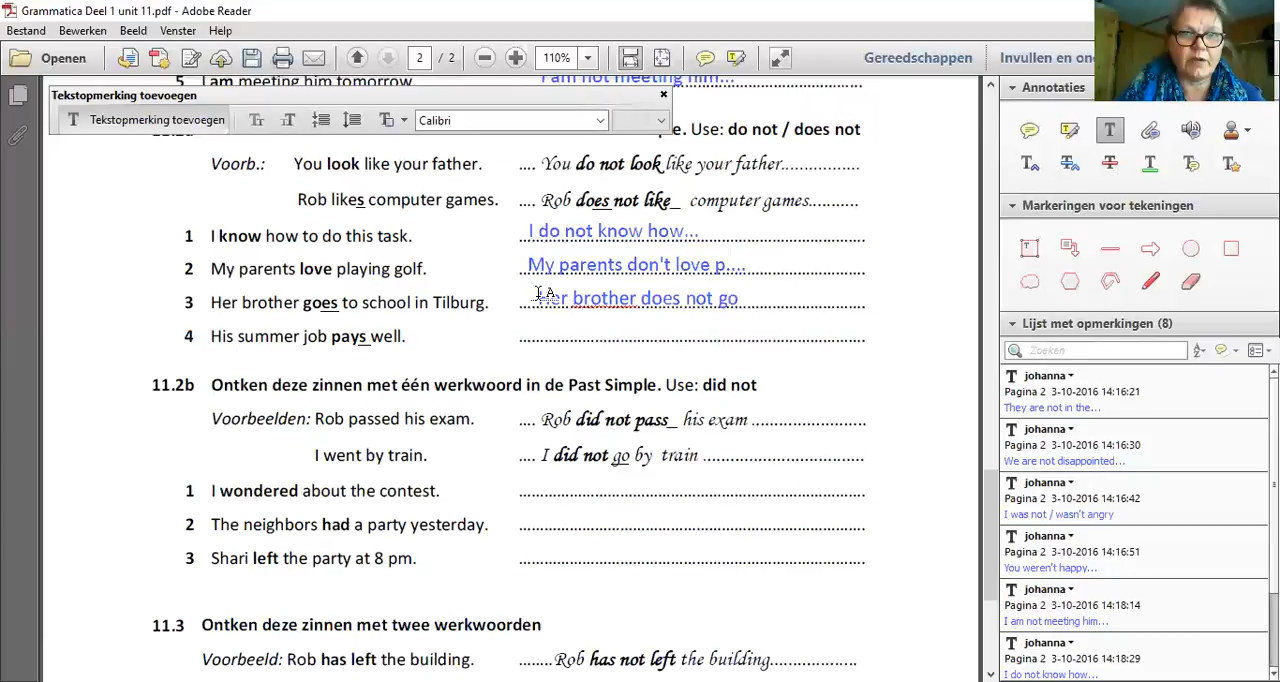 Grammatica Deel 1 unit 11.pdf - Adobe Reader
Bestand Bewerken Beeld Venster Help
Openen 2 / 2 110% Gereedschappen Invullen en
5 I am meeting him tomorrow I am not meeting him...
Tekstopmerking toevoegen
Tekstopmerking toevoegen Calibri
Use: do not / does not
Voorb.: You look like your father. .... You do not look like your father...............
Rob likes computer games. .... Rob does not like_ computer games..........
1 I know how to do this task. I do not know how...
2 My parents love playing golf. My parents don't love p....
3 Her brother goes to school in Tilburg. Her brother does not go
4 His summer job pays well.
11.2b Ontken deze zinnen met één werkwoord in de Past Simple. Use: did not
Voorbeelden: Rob passed his exam. .... Rob did not pass_ his exam .......................
I went by train. .... I did not go by train ................................
1 I wondered about the contest.
2 The neighbors had a party yesterday.
3 Shari left the party at 8 pm.
11.3 Ontken deze zinnen met twee werkwoorden
Voorbeeld: Rob has left the building. ........Rob has not left the building.................
Annotaties
Markeringen voor tekeningen
Lijst met opmerkingen (8)
Zoeken
johanna
Pagina 2 3-10-2016 14:16:21
They are not in the...
johanna
Pagina 2 3-10-2016 14:16:30
We are not disappointed...
johanna
Pagina 2 3-10-2016 14:16:42
I was not / wasn't angry
johanna
Pagina 2 3-10-2016 14:16:51
You weren't happy...
johanna
Pagina 2 3-10-2016 14:18:14
I am not meeting him...
johanna
Pagina 2 3-10-2016 14:18:29
I do not know how...